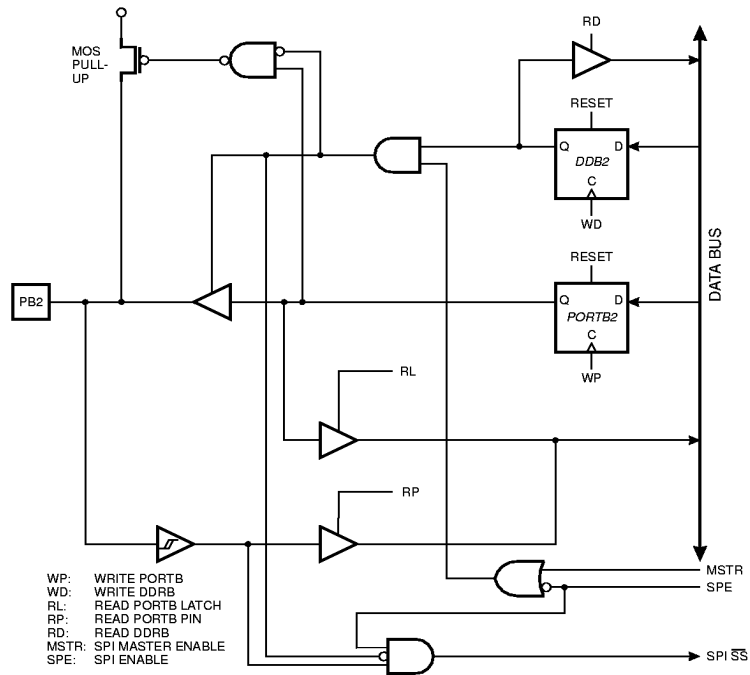 RD
MOS
PULL-
UP
RESET
Q D
DDB2
C
WD
DATA BUS
RESET
PB2
Q D
PORTB2
C
WP
RL
RP
MSTR
SPE
WP: WRITE PORTB
WD: WRITE DDRB
RL: READ PORTB LATCH
RP: READ PORTB PIN
RD: READ DDRB
MSTR: SPI MASTER ENABLE
SPE: SPI ENABLE
SPI S̅S̅